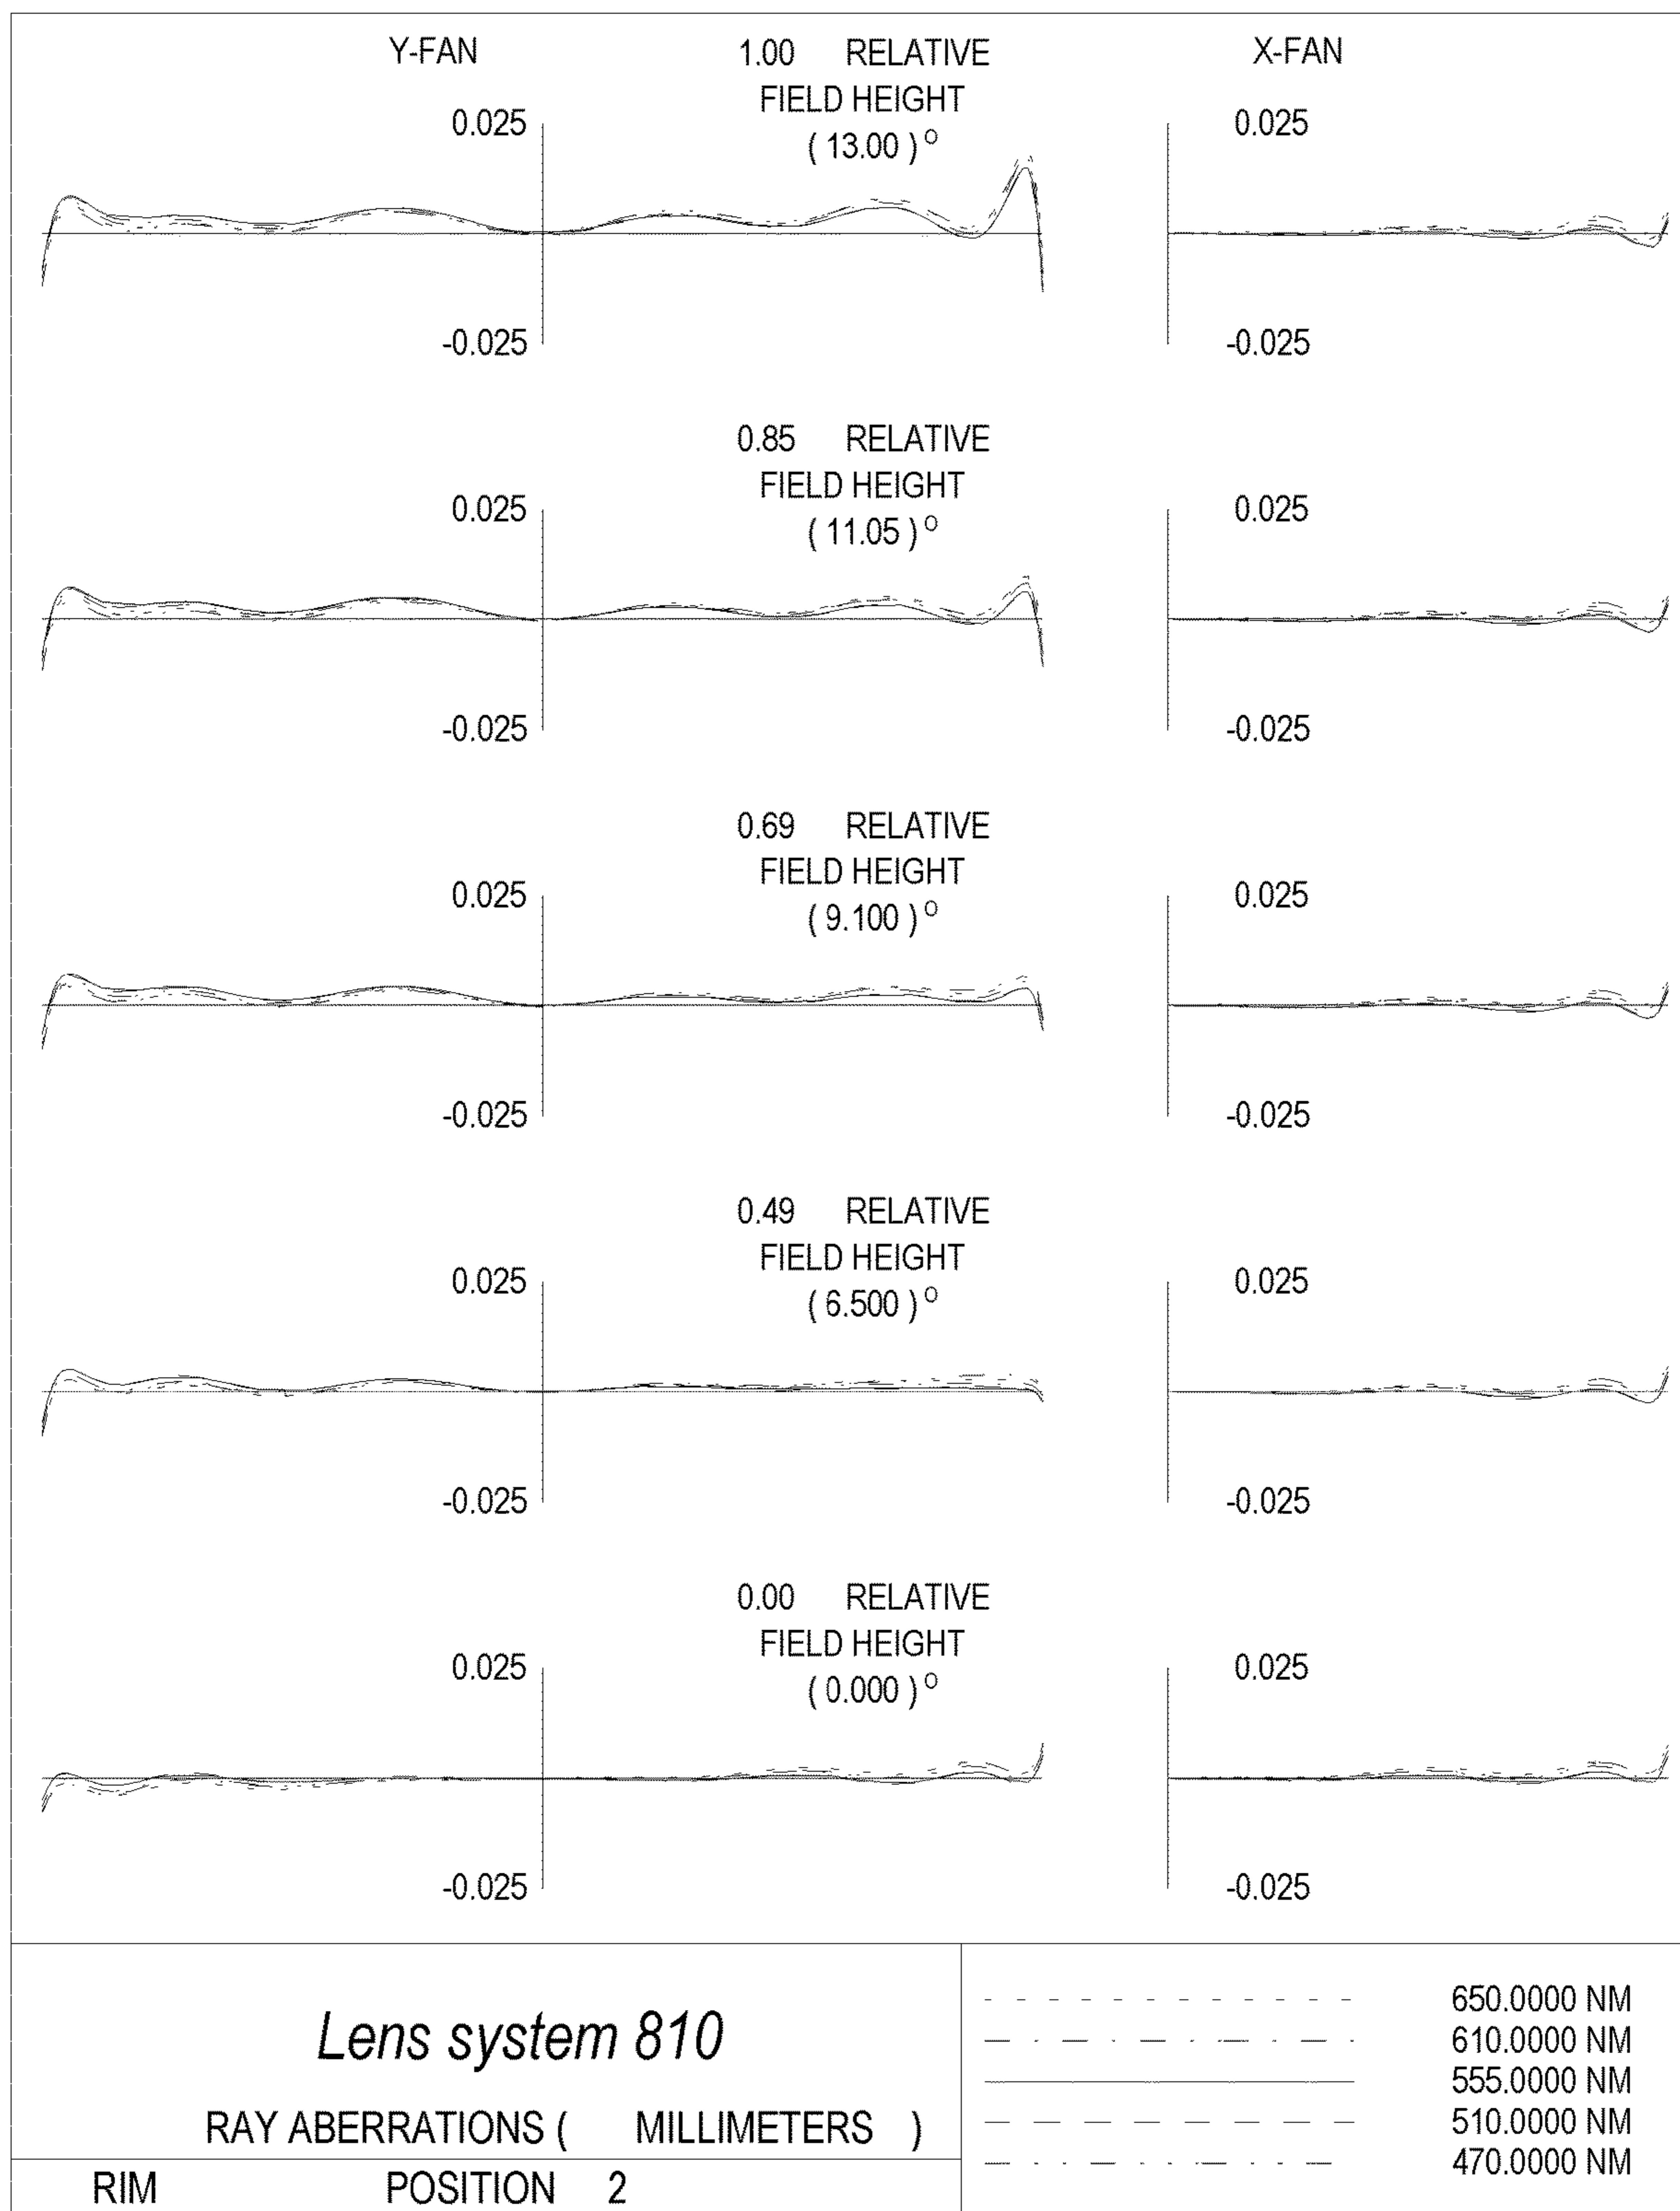 Y-FAN 1.00 RELATIVE X-FAN
FIELD HEIGHT
0.025 ( 13.00 )° 0.025
-0.025 -0.025
0.85 RELATIVE
FIELD HEIGHT
0.025 ( 11.05 )° 0.025
-0.025 -0.025
0.69 RELATIVE
FIELD HEIGHT
0.025 ( 9.100 )° 0.025
-0.025 -0.025
0.49 RELATIVE
FIELD HEIGHT
0.025 ( 6.500 )° 0.025
-0.025 -0.025
0.00 RELATIVE
FIELD HEIGHT
0.025 ( 0.000 )° 0.025
-0.025 -0.025
Lens system 810
RAY ABERRATIONS ( MILLIMETERS )
RIM POSITION 2
650.0000 NM
610.0000 NM
555.0000 NM
510.0000 NM
470.0000 NM